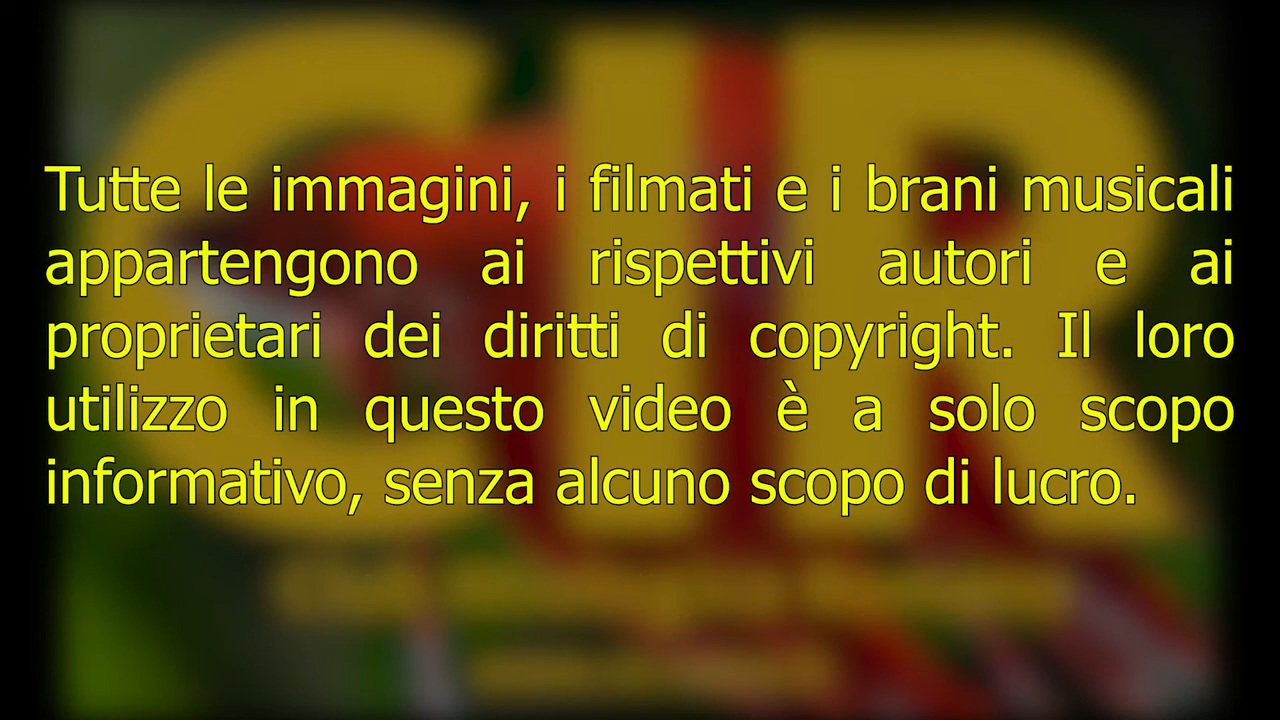 CIR
Tutte le immagini, i filmati e i brani musicali
appartengono ai rispettivi autori e ai
proprietari dei diritti di copyright. Il loro
utilizzo in questo video è a solo scopo
informativo, senza alcuno scopo di lucro.